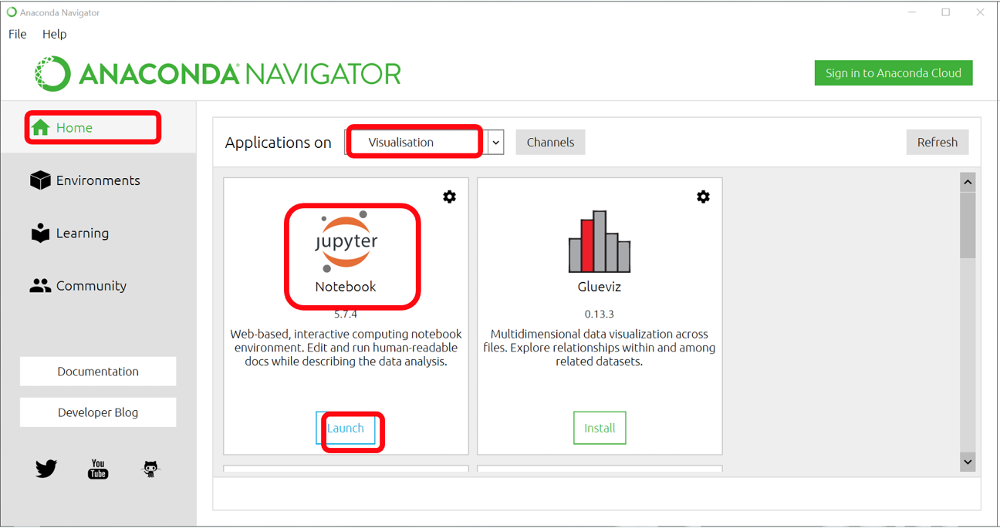 Anaconda Navigator
File Help
ANACONDA NAVIGATOR
Sign in to Anaconda Cloud
Home
Environments
Learning
Community
Documentation
Developer Blog
You
Tube
Applications on Visualisation Channels Refresh
jupyter
Notebook
5.7.4
Web-based, interactive computing notebook
environment. Edit and run human-readable
docs while describing the data analysis.
Launch
Glueviz
0.13.3
Multidimensional data visualization across
files. Explore relationships within and among
related datasets.
Install